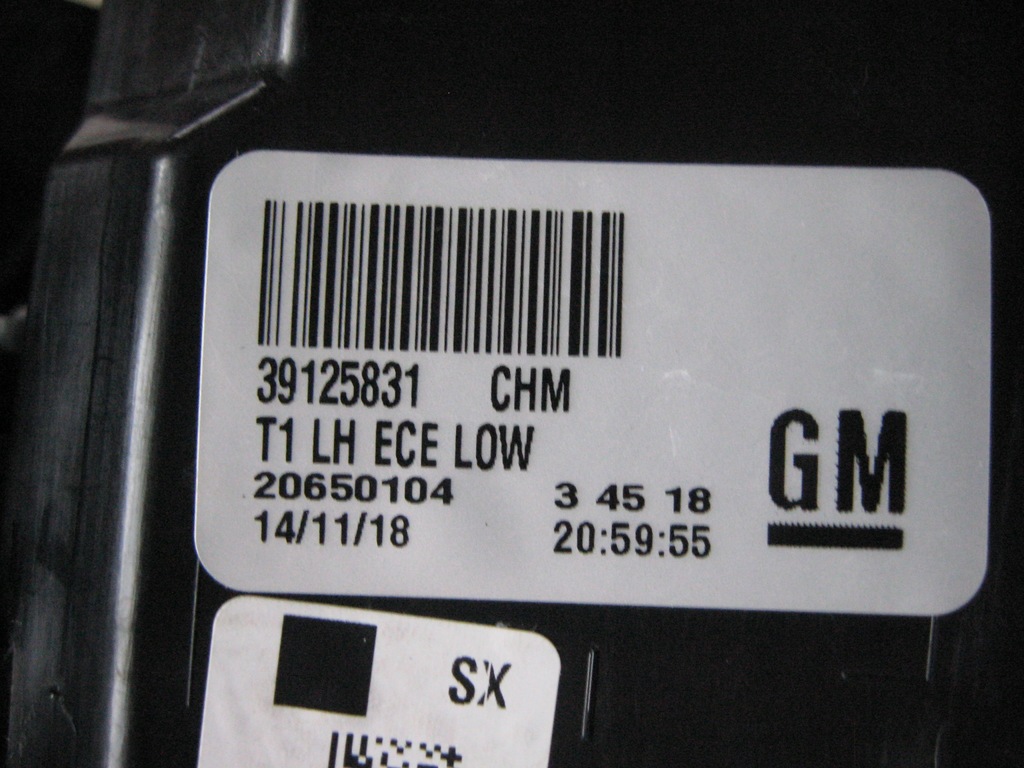 39125831 CHM
T1 LH ECE LOW
20650104 3 45 18
14/11/18 20:59:55
GM
SX